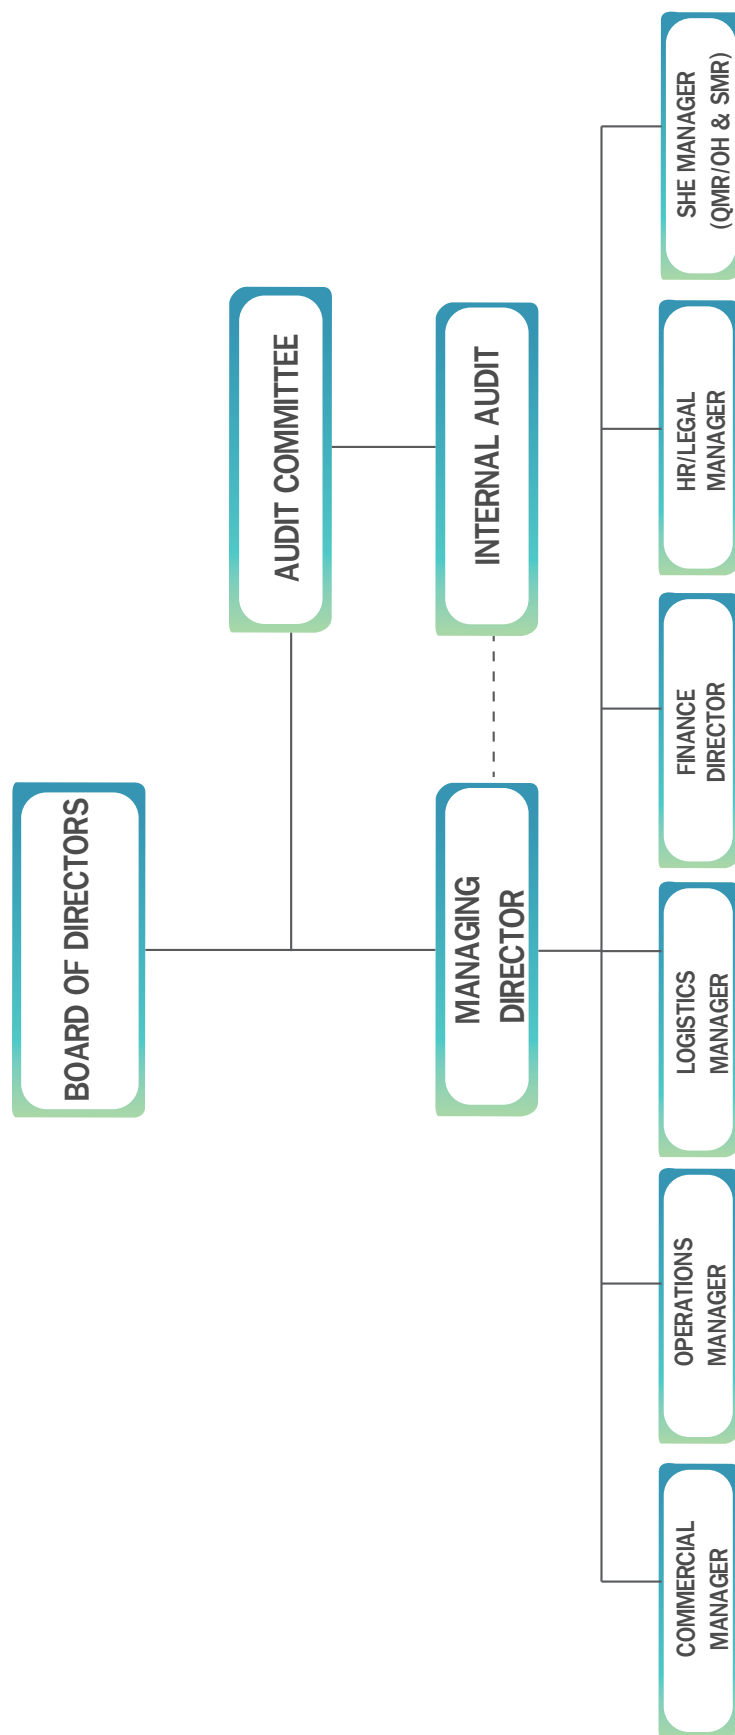 BOARD OF DIRECTORS
AUDIT COMMITTEE
MANAGING
DIRECTOR
INTERNAL AUDIT
COMMERCIAL
MANAGER
OPERATIONS
MANAGER
LOGISTICS
MANAGER
FINANCE
DIRECTOR
HR/LEGAL
MANAGER
SHE MANAGER
(QMR/OH & SMR)